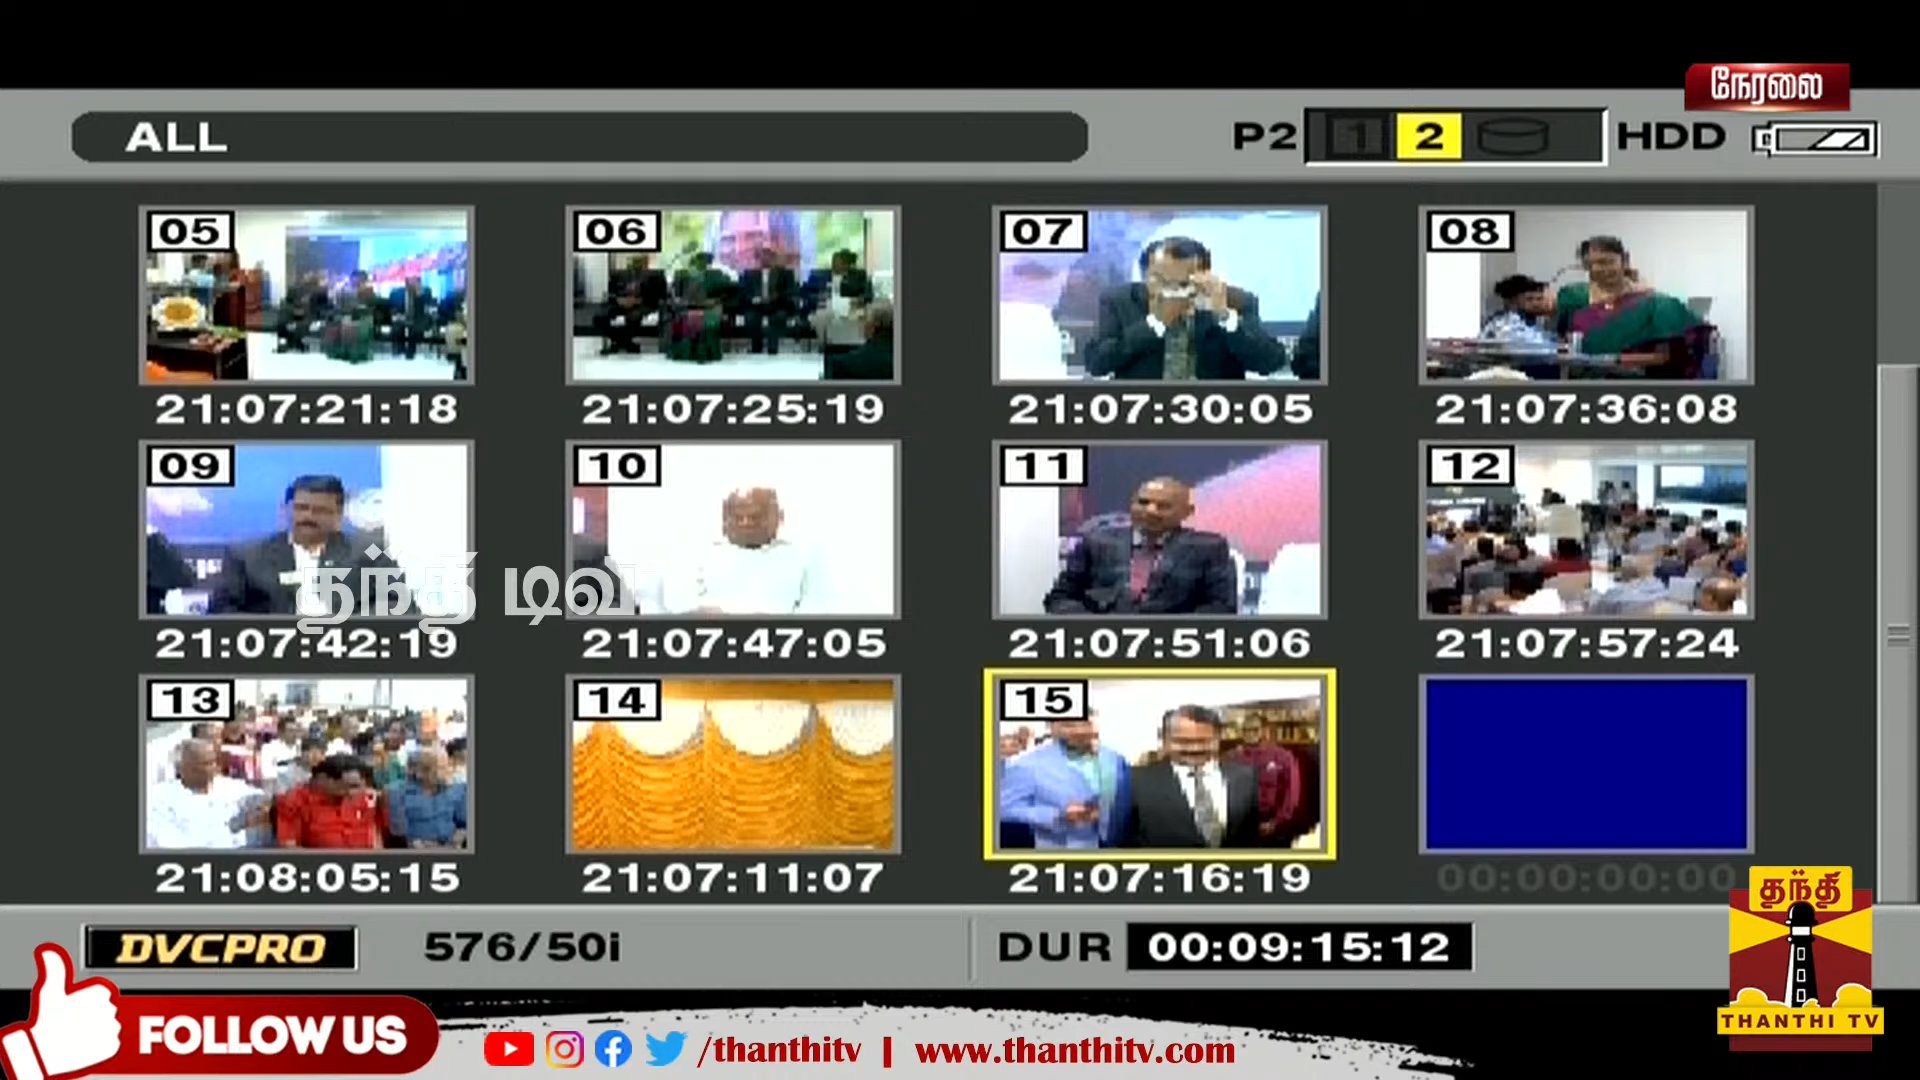 நேரலை
ALL
P2 1 2 HDD
05 06 07 08
21:07:21:18 21:07:25:19 21:07:30:05 21:07:36:08
09 10 11 12
தந்தி டிவி
21:07:42:19 21:07:47:05 21:07:51:06 21:07:57:24
13 14 15
21:08:05:15 21:07:11:07 21:07:16:19 00:00:00:00
தந்தி
DVCPRO 576/50i DUR 00:09:15:12
THANTHI TV
FOLLOW US /thanthitv | www.thanthitv.com